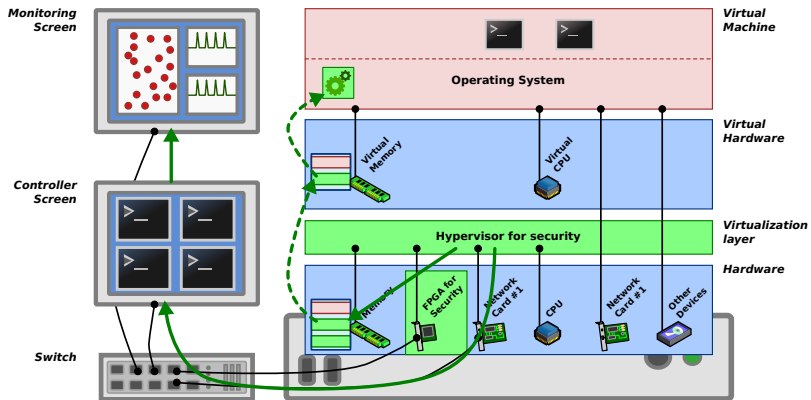 Monitoring
Screen
Virtual
Machine
>_
>_
Operating System
Virtual
Hardware
Virtual
Memory
Virtual
CPU
Controller
Screen
>_
>_
>_
>_
Hypervisor for security
Virtualization
layer
Hardware
Memory
FPGA for
Security
Network
Card #1
CPU
Network
Card #1
Other
Devices
Switch